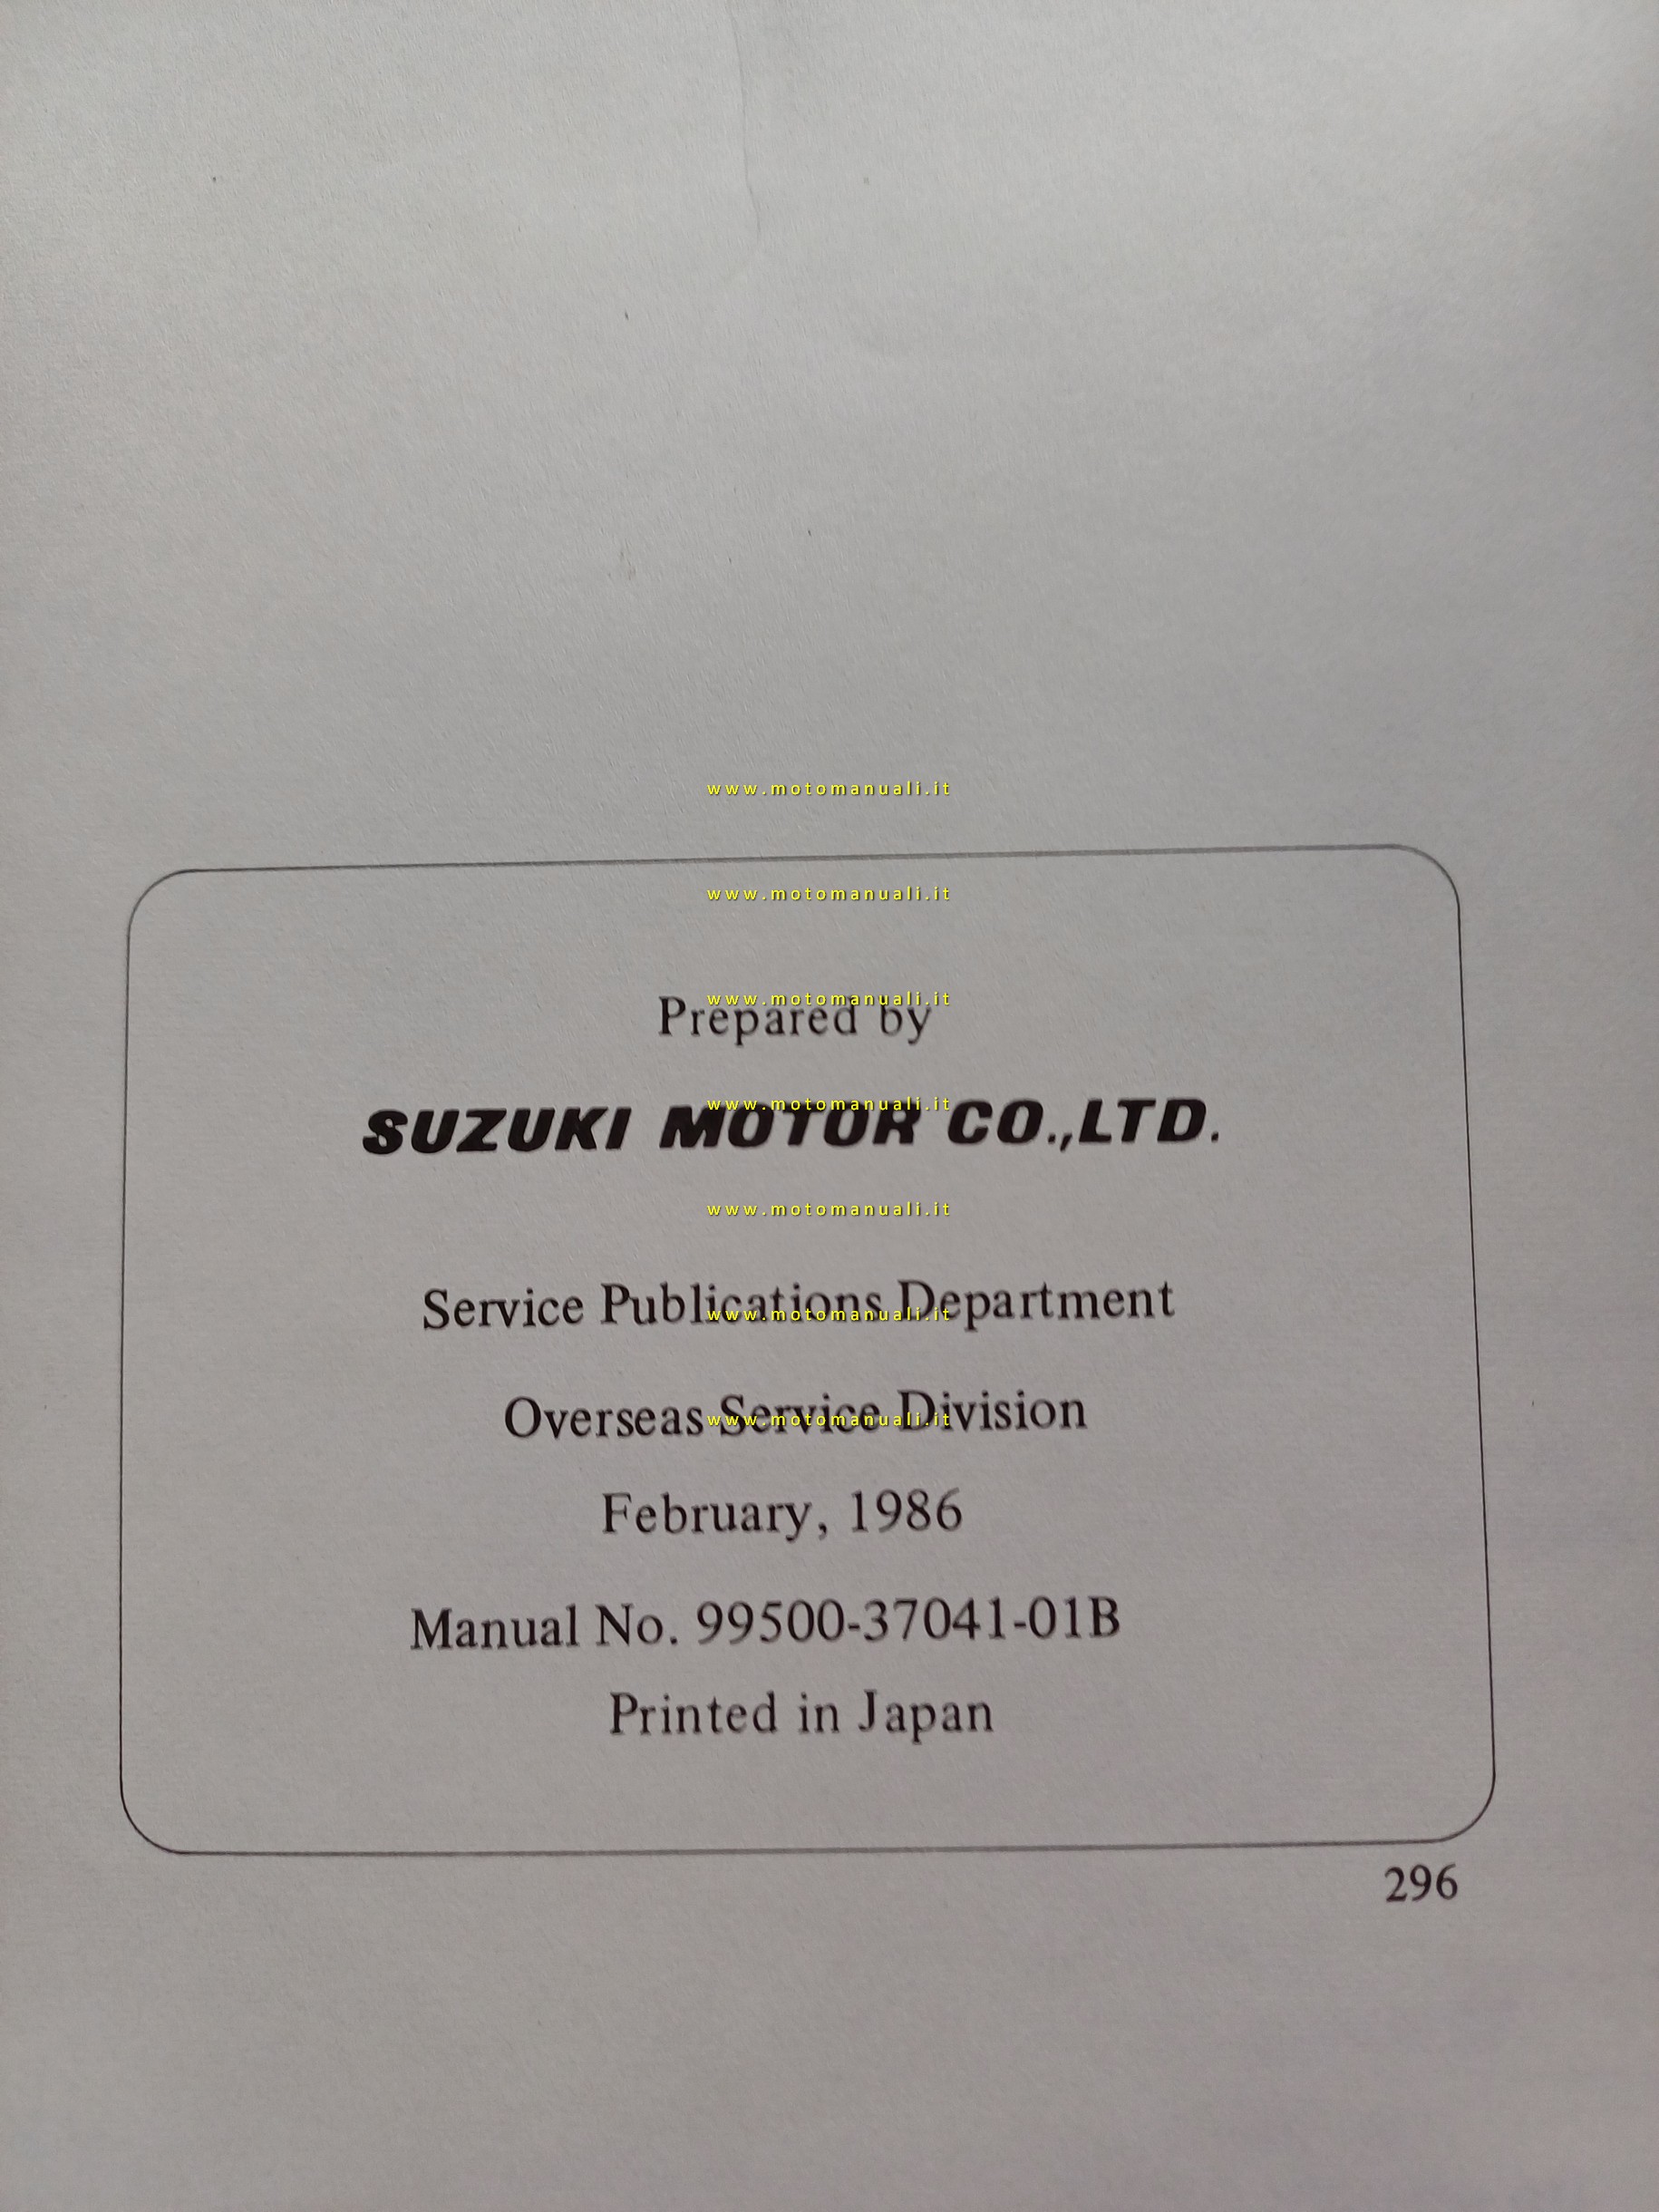 www.motomanuali.it
www.motomanuali.it
www.motomanuali.it
Prepared by
www.motomanuali.it
SUZUKI MOTOR CO.,LTD.
www.motomanuali.it
Service Publications Department
www.motomanuali.it
Overseas Service Division
www.motomanuali.it
February, 1986
Manual No. 99500-37041-01B
Printed in Japan
296